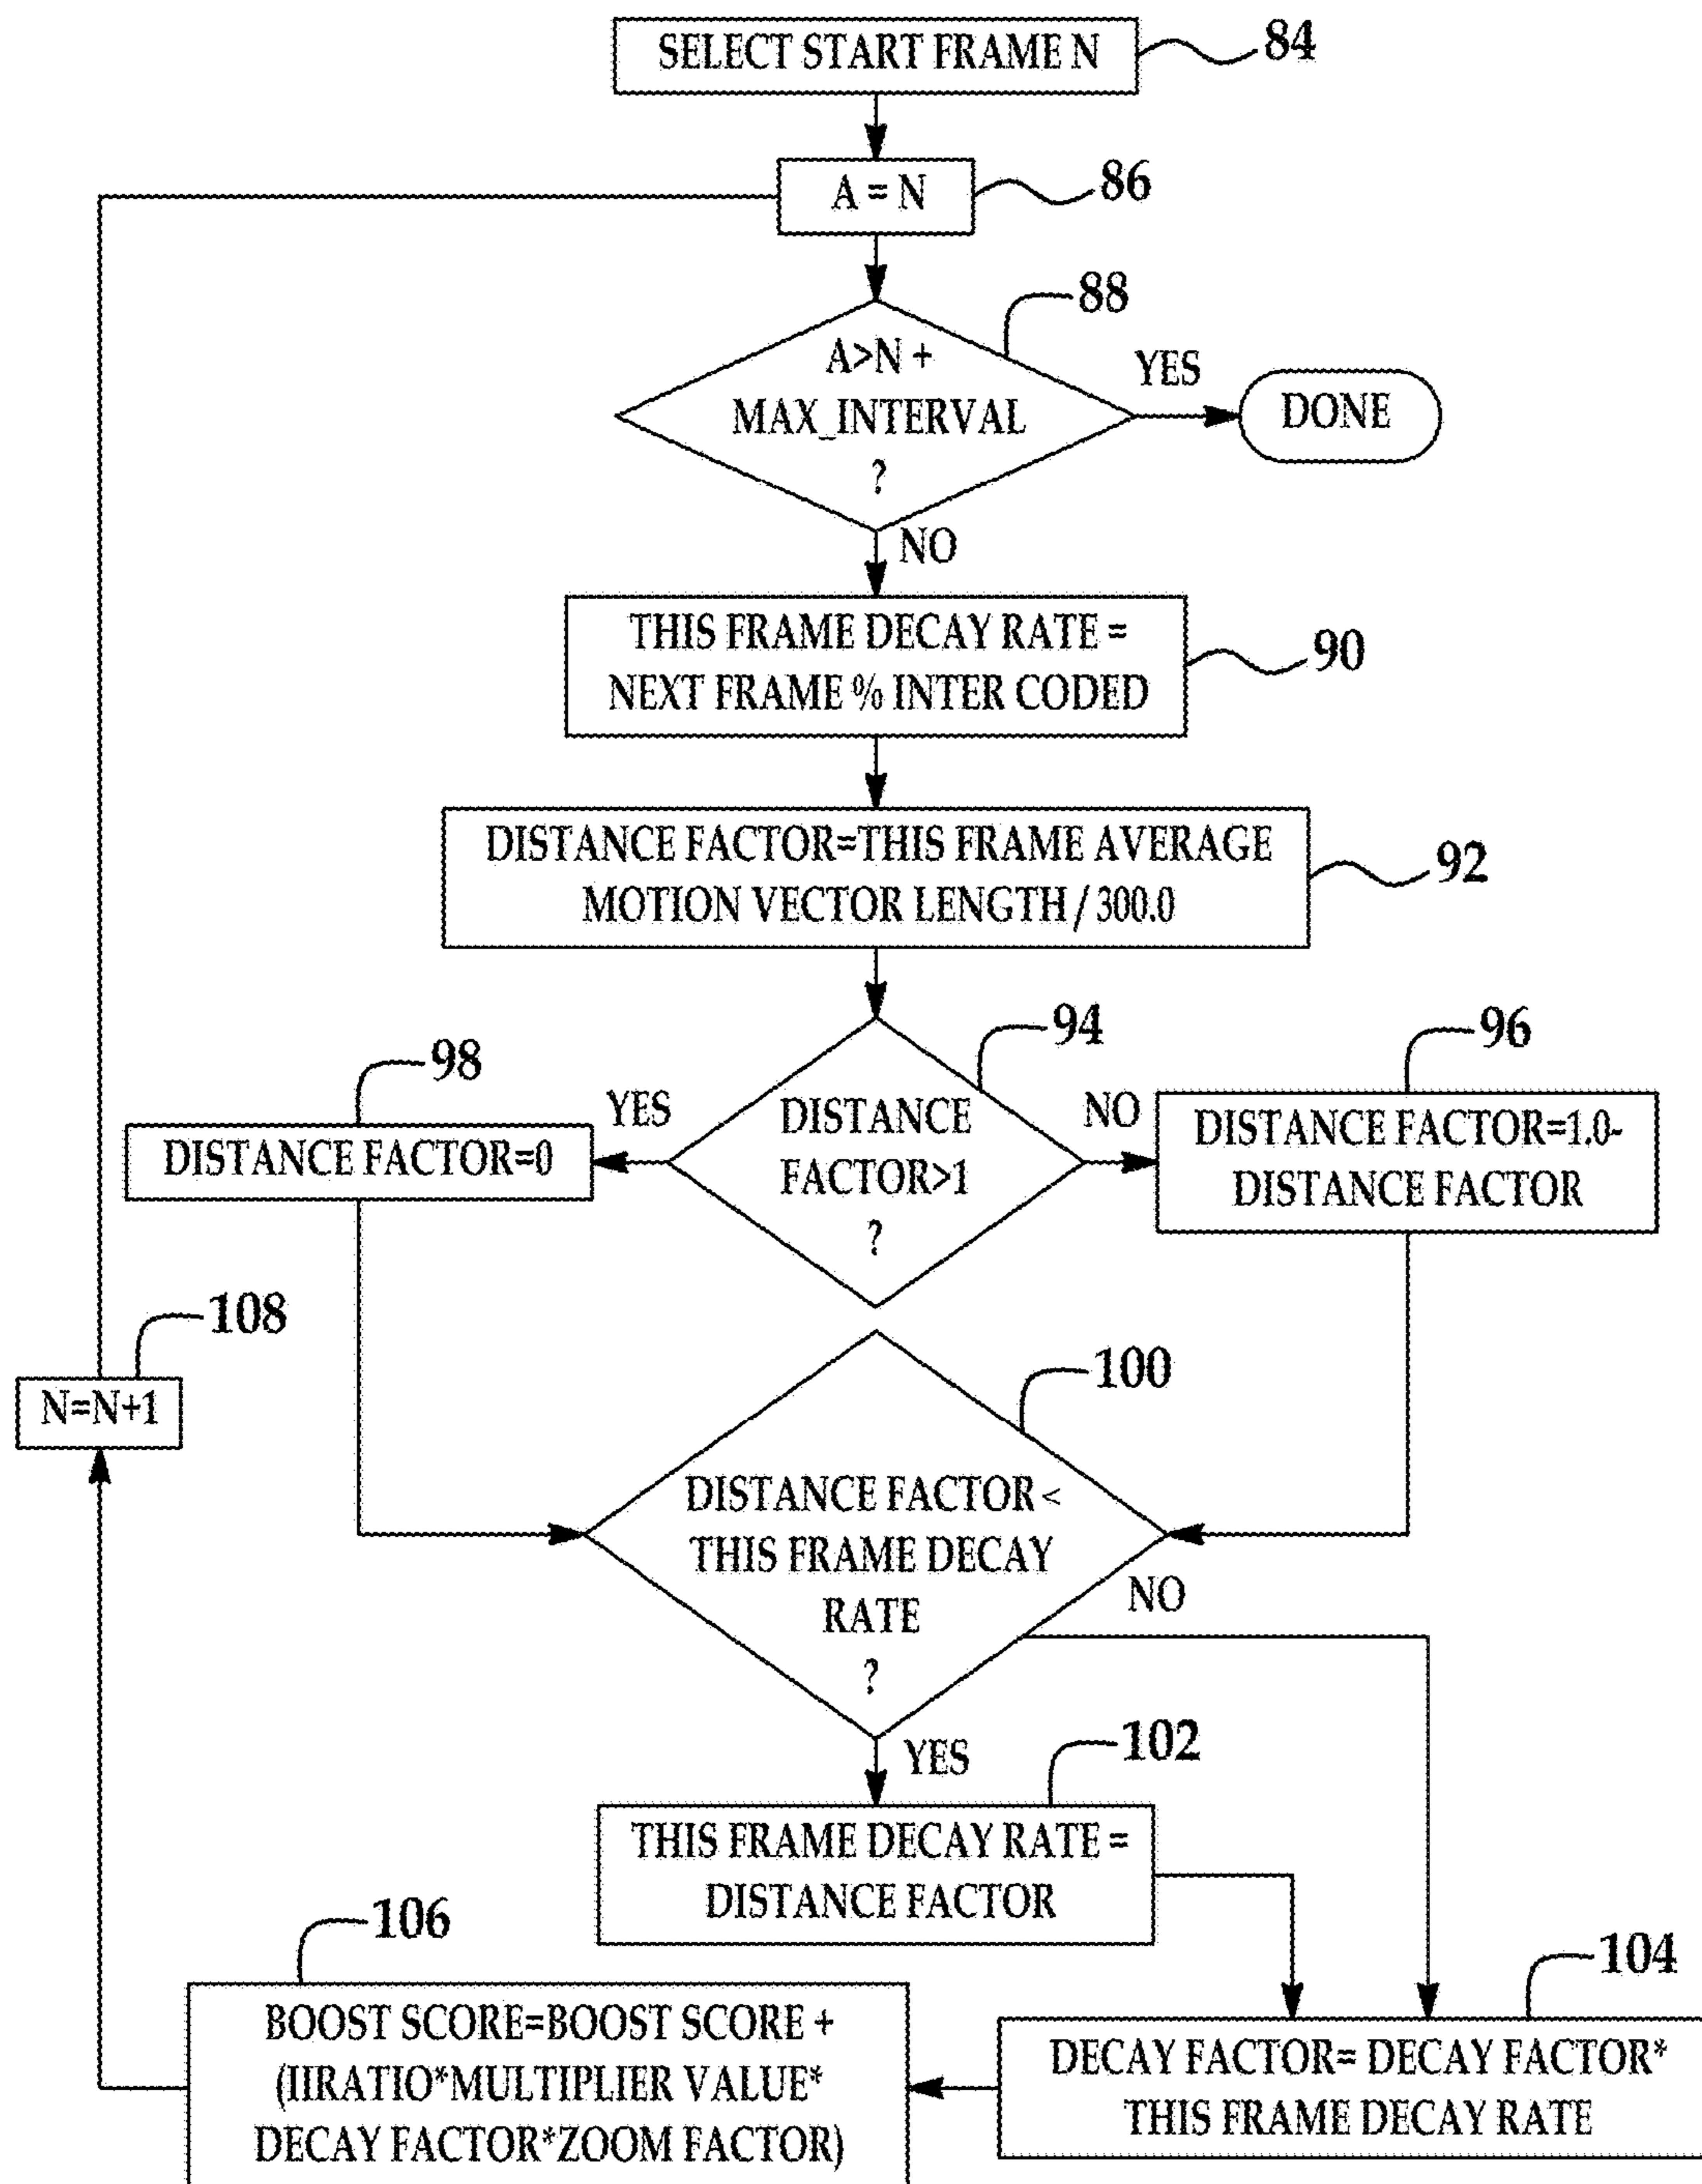 SELECT START FRAME N
84
A = N
86
88
A>N +
MAX_INTERVAL
?
YES
DONE
NO
THIS FRAME DECAY RATE =
NEXT FRAME % INTER CODED
90
DISTANCE FACTOR=THIS FRAME AVERAGE
MOTION VECTOR LENGTH / 300.0
92
94
DISTANCE
FACTOR>1
?
YES
NO
98
DISTANCE FACTOR=0
96
DISTANCE FACTOR=1.0-
DISTANCE FACTOR
108
N=N+1
100
DISTANCE FACTOR <
THIS FRAME DECAY
RATE
?
NO
YES
102
THIS FRAME DECAY RATE =
DISTANCE FACTOR
104
DECAY FACTOR= DECAY FACTOR*
THIS FRAME DECAY RATE
106
BOOST SCORE=BOOST SCORE +
(IIRATIO*MULTIPLIER VALUE*
DECAY FACTOR*ZOOM FACTOR)